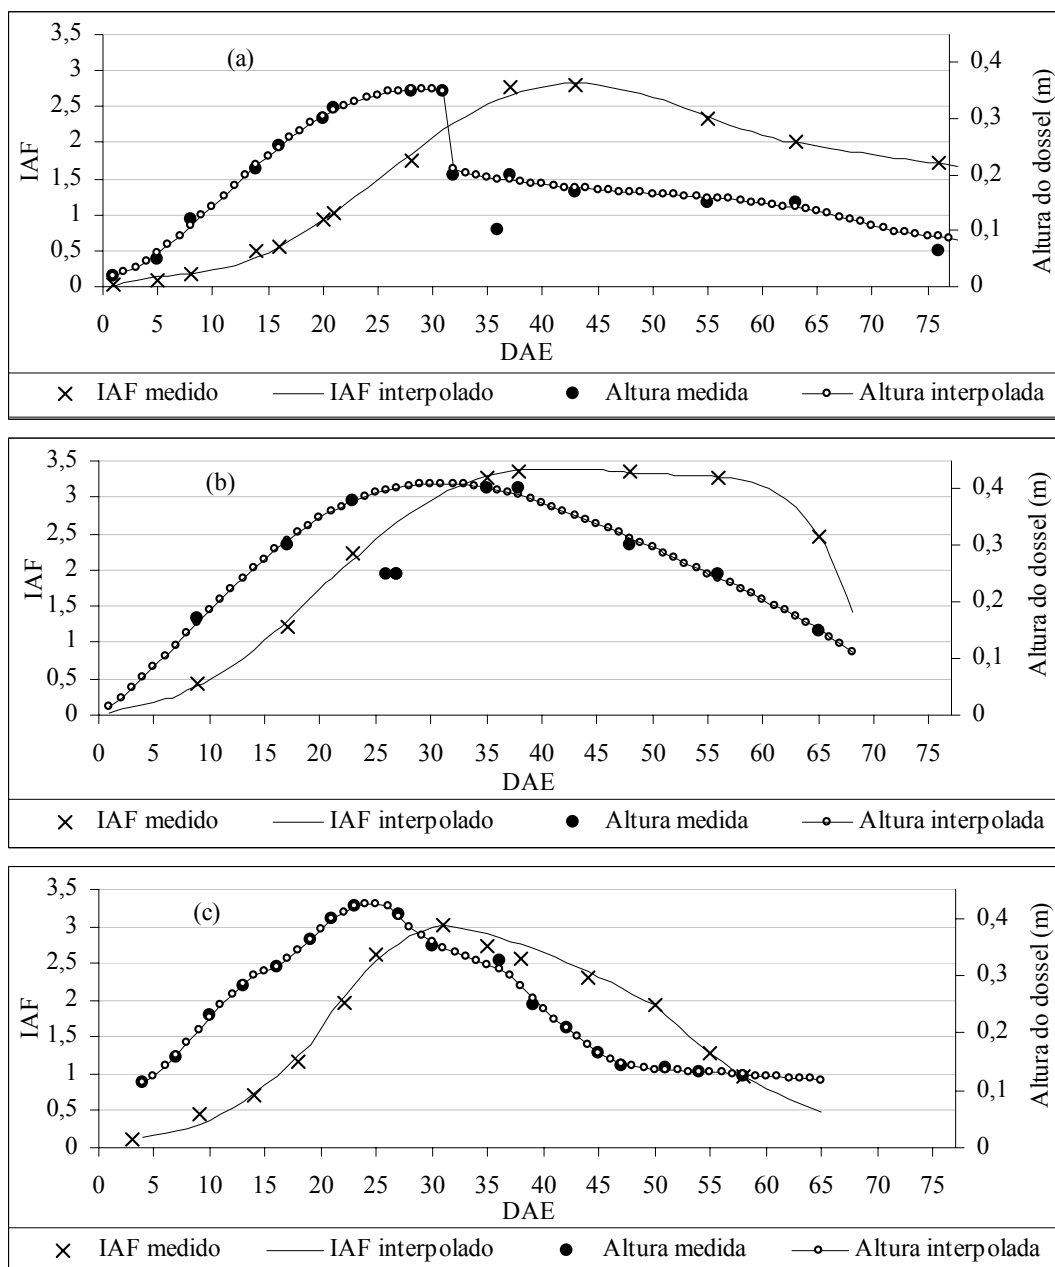 (a)
IAF
3,5
3
2,5
2
1,5
1
0,5
0
Altura do dossel (m)
0,4
0,3
0,2
0,1
0
0 5 10 15 20 25 30 35 40 45 50 55 60 65 70 75
DAE
IAF medido IAF interpolado Altura medida Altura interpolada
(b)
IAF
3,5
3
2,5
2
1,5
1
0,5
0
Altura do dossel (m)
0,4
0,3
0,2
0,1
0
0 5 10 15 20 25 30 35 40 45 50 55 60 65 70 75
DAE
IAF medido IAF interpolado Altura medida Altura interpolada
(c)
IAF
3,5
3
2,5
2
1,5
1
0,5
0
Altura do dossel (m)
0,4
0,3
0,2
0,1
0
0 5 10 15 20 25 30 35 40 45 50 55 60 65 70 75
DAE
IAF medido IAF interpolado Altura medida Altura interpolada